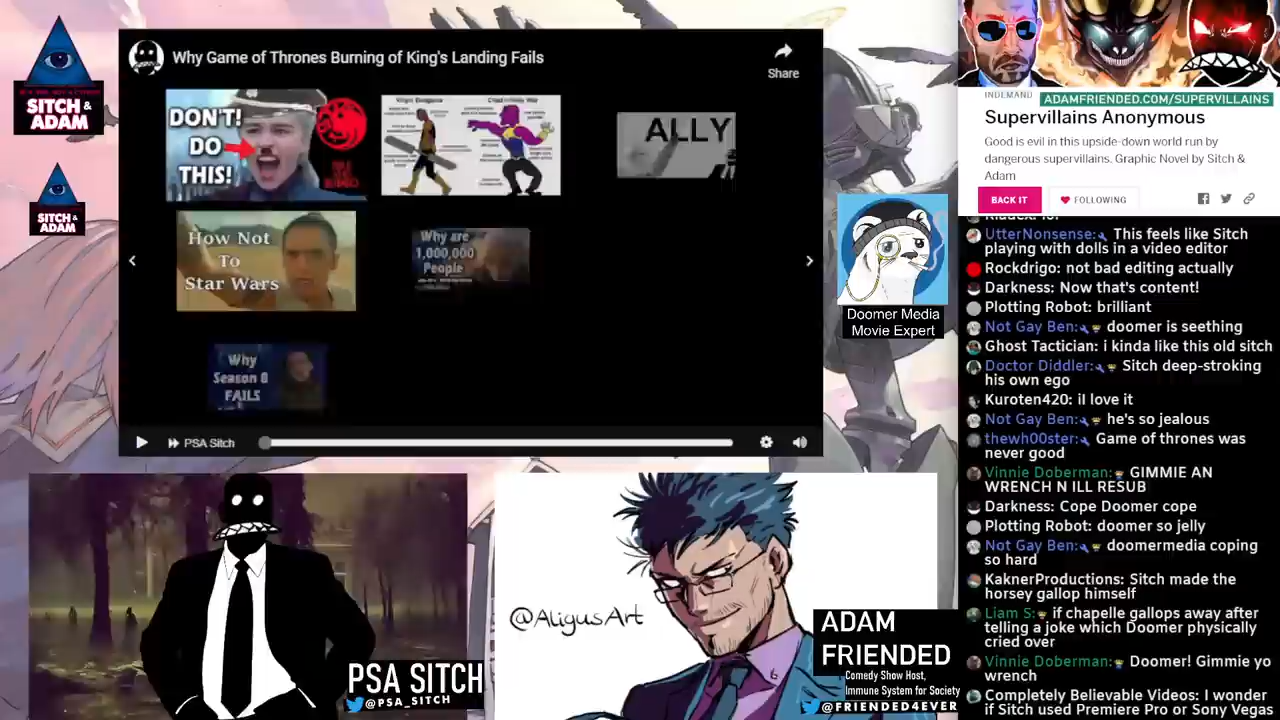 SITCH &
ADAM
SITCH &
ADAM
Why Game of Thrones Burning of King's Landing Fails
Share
DON'T!
DO
THIS!
ALLY
How Not
To
Star Wars
Why are
1,000,000
People
Why
Season 8
FAILS
PSA Sitch
Doomer Media
Movie Expert
INDEMAND
ADAMFRIENDED.COM/SUPERVILLAINS
Supervillains Anonymous
Good is evil in this upside-down world run by
dangerous supervillains. Graphic Novel by Sitch &
Adam
BACK IT
FOLLOWING
UtterNonsense: This feels like Sitch
playing with dolls in a video editor
Rockdrigo: not bad editing actually
Darkness: Now that's content!
Plotting Robot: brilliant
Not Gay Ben: doomer is seething
Ghost Tactician: i kinda like this old sitch
Doctor Diddler: Sitch deep-stroking
his own ego
Kuroten420: iI love it
Not Gay Ben: he's so jealous
thewh00ster: Game of thrones was
never good
Vinnie Doberman: GIMMIE AN
WRENCH N ILL RESUB
Darkness: Cope Doomer cope
Plotting Robot: doomer so jelly
Not Gay Ben: doomermedia coping
so hard
KaknerProductions: Sitch made the
horsey gallop himself
Liam S: if chapelle gallops away after
telling a joke which Doomer physically
cried over
Vinnie Doberman: Doomer! Gimmie yo
wrench
Completely Believable Videos: I wonder
if Sitch used Premiere Pro or Sony Vegas
PSA SITCH
@PSA_SITCH
@AligusArt
ADAM
FRIENDED
Comedy Show Host,
Immune System for Society
@FRIENDED4EVER